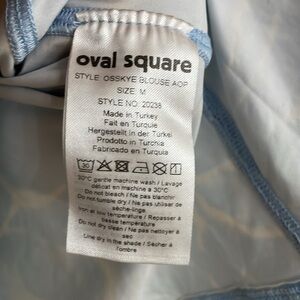 oval square
STYLE: OSSKYE BLOUSE AOP
SIZE: M
STYLE NO. 20238
Made in Turkey
Fait en Turquie
Hergestellt in der Türkei
Prodotto in Turchia
Fabricado en Turquia
30
30°C gentle machine wash / Lavage
délicat en machine à 30°C
Do not bleach / Ne pas blanchir
Do not tumble dry / Ne pas utiliser de
sèche-linge
Iron at low temperature / Repasser à
basse température
Do not dry clean / Ne pas nettoyer
à sec
Line dry in the shade / Sécher à
l'ombre